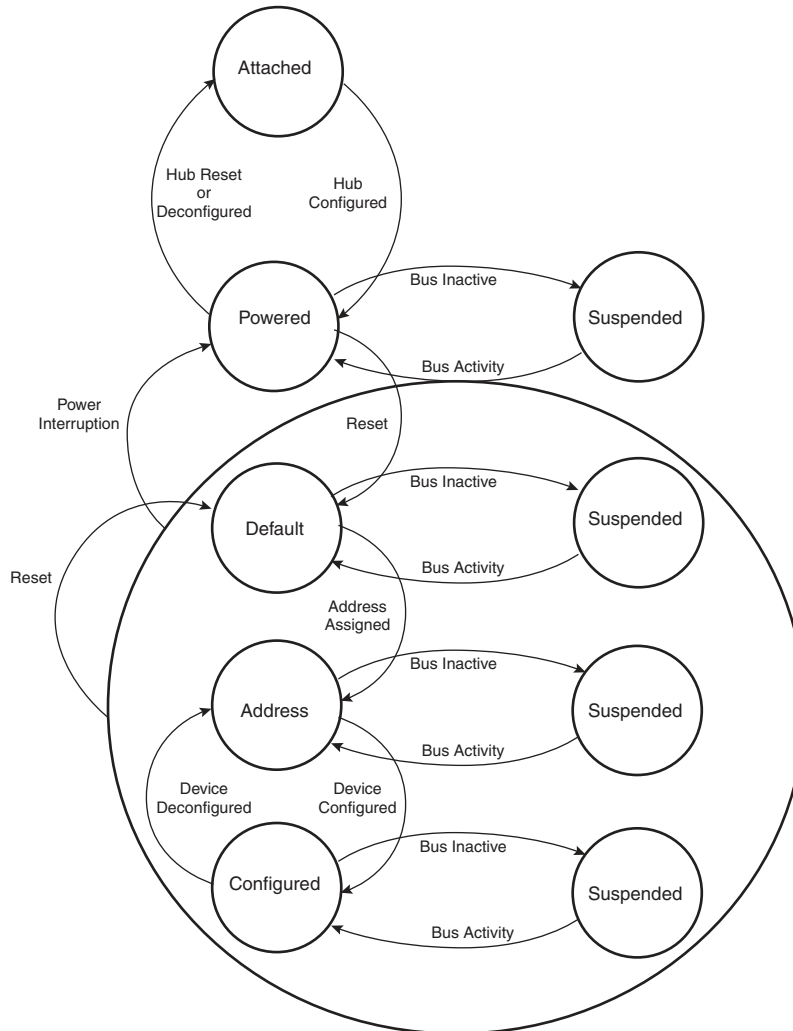 Attached
Hub Reset
or
Deconfigured
Hub
Configured
Bus Inactive
Powered
Suspended
Bus Activity
Power
Interruption
Reset
Bus Inactive
Default
Suspended
Bus Activity
Reset
Address
Assigned
Bus Inactive
Address
Suspended
Bus Activity
Device
Deconfigured
Device
Configured
Bus Inactive
Configured
Suspended
Bus Activity